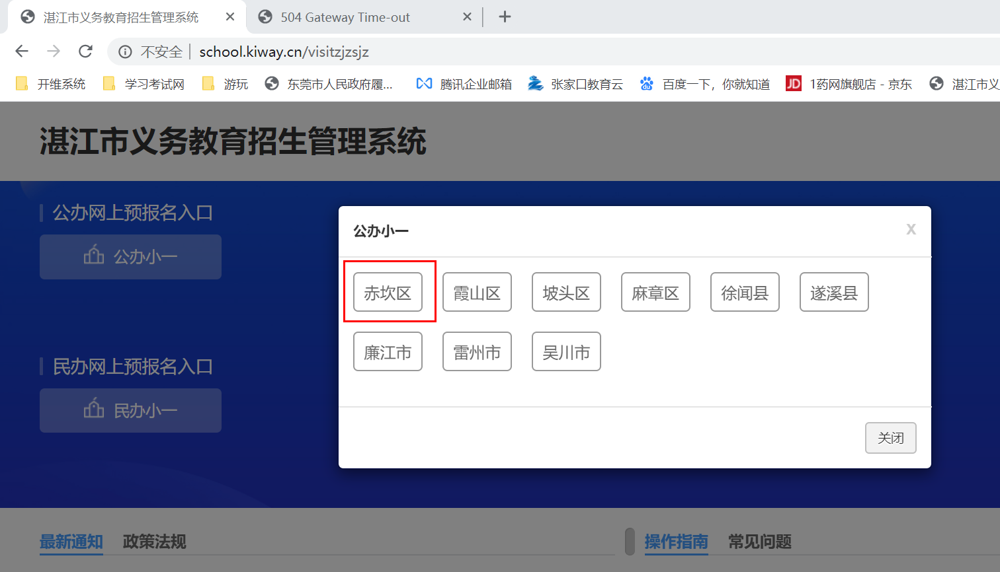 湛江市义务教育招生管理系统
504 Gateway Time-out
不安全 school.kiway.cn/visitzjzsjz
开维系统 学习考试网 游玩 东莞市人民政府履... 腾讯企业邮箱 张家口教育云 百度一下，你就知道 JD 1药网旗舰店 - 京东 湛江市义
湛江市义务教育招生管理系统
公办网上预报名入口
公办小一
民办网上预报名入口
民办小一
公办小一 X
赤坎区 霞山区 坡头区 麻章区 徐闻县 遂溪县
廉江市 雷州市 吴川市
关闭
最新通知 政策法规 操作指南 常见问题